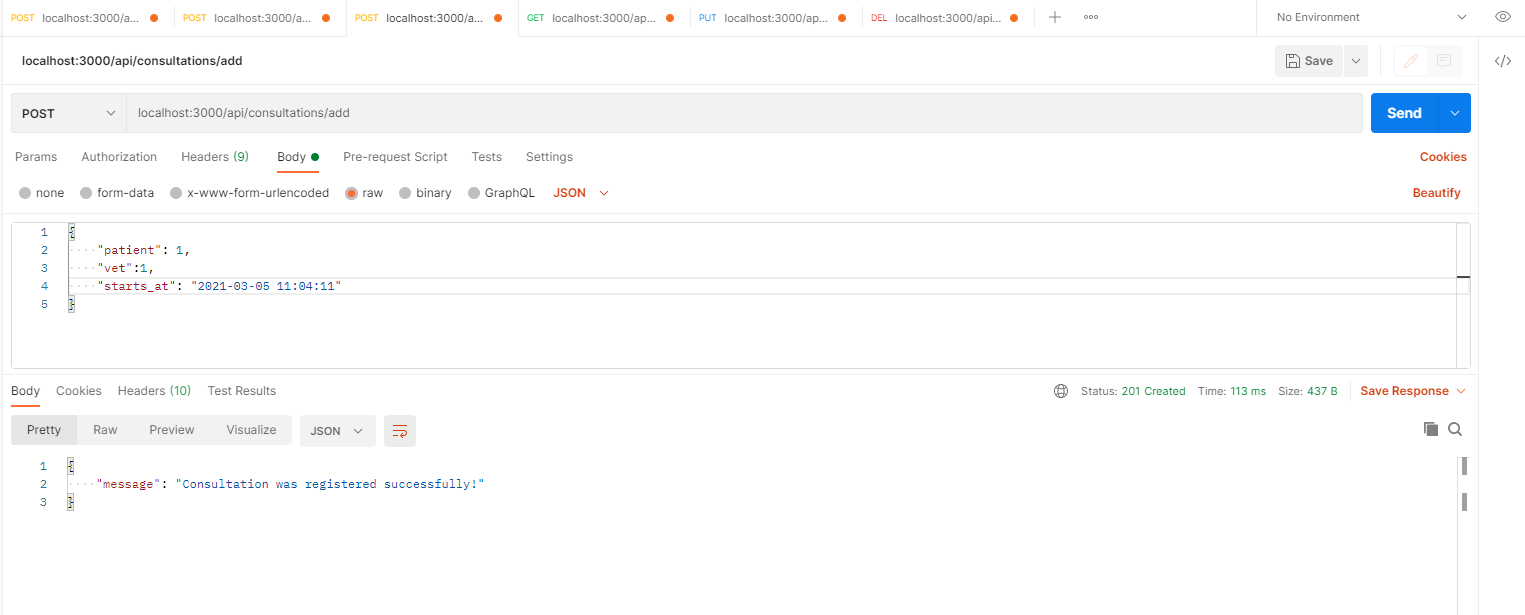 POST localhost:3000/a... POST localhost:3000/a... POST localhost:3000/a... GET localhost:3000/ap... PUT localhost:3000/ap... DEL localhost:3000/api... No Environment
localhost:3000/api/consultations/add Save
POST localhost:3000/api/consultations/add Send
Params Authorization Headers (9) Body Pre-request Script Tests Settings Cookies
none form-data x-www-form-urlencoded raw binary GraphQL JSON Beautify
1 {
2 "patient": 1,
3 "vet":1,
4 "starts_at": "2021-03-05 11:04:11"
5 }
Body Cookies Headers (10) Test Results Status: 201 Created Time: 113 ms Size: 437 B Save Response
Pretty Raw Preview Visualize JSON
1 {
2 "message": "Consultation was registered successfully!"
3 }